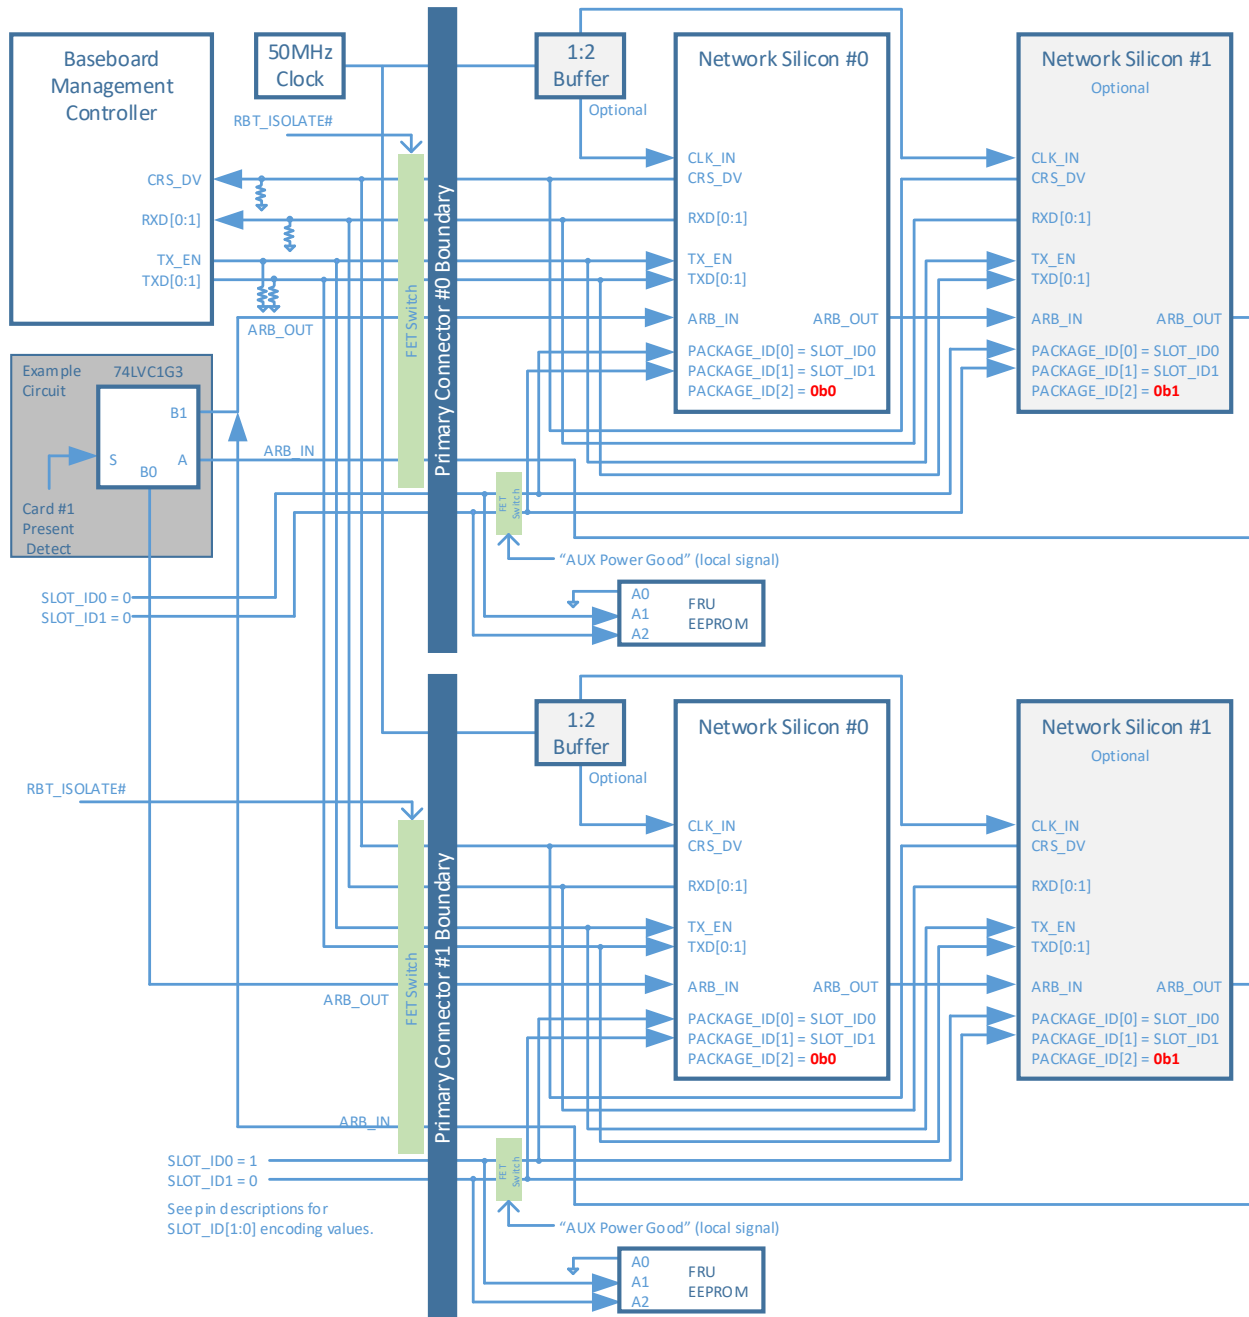 Baseboard
Management
Controller
CRS_DV
RXD[0:1]
TX_EN
TXD[0:1]
50MHz
Clock
RBT_ISOLATE#
FET Switch
Primary Connector #0 Boundary
ARB_OUT
ARB_IN
Example
Circuit
74LVC1G3
B1
S
A
B0
Card #1
Present
Detect
SLOT_ID0 = 0
SLOT_ID1 = 0
1:2
Buffer
Optional
Network Silicon #0
CLK_IN
CRS_DV
RXD[0:1]
TX_EN
TXD[0:1]
ARB_IN
ARB_OUT
PACKAGE_ID[0] = SLOT_ID0
PACKAGE_ID[1] = SLOT_ID1
PACKAGE_ID[2] = 0b0
Network Silicon #1
Optional
CLK_IN
CRS_DV
RXD[0:1]
TX_EN
TXD[0:1]
ARB_IN
ARB_OUT
PACKAGE_ID[0] = SLOT_ID0
PACKAGE_ID[1] = SLOT_ID1
PACKAGE_ID[2] = 0b1
FET
Switch
“AUX Power Good” (local signal)
A0
A1
A2
FRU
EEPROM
RBT_ISOLATE#
FET Switch
Primary Connector #1 Boundary
ARB_OUT
ARB_IN
SLOT_ID0 = 1
SLOT_ID1 = 0
See pin descriptions for
SLOT_ID[1:0] encoding values.
1:2
Buffer
Optional
Network Silicon #0
CLK_IN
CRS_DV
RXD[0:1]
TX_EN
TXD[0:1]
ARB_IN
ARB_OUT
PACKAGE_ID[0] = SLOT_ID0
PACKAGE_ID[1] = SLOT_ID1
PACKAGE_ID[2] = 0b0
Network Silicon #1
Optional
CLK_IN
CRS_DV
RXD[0:1]
TX_EN
TXD[0:1]
ARB_IN
ARB_OUT
PACKAGE_ID[0] = SLOT_ID0
PACKAGE_ID[1] = SLOT_ID1
PACKAGE_ID[2] = 0b1
FET
Switch
“AUX Power Good” (local signal)
A0
A1
A2
FRU
EEPROM